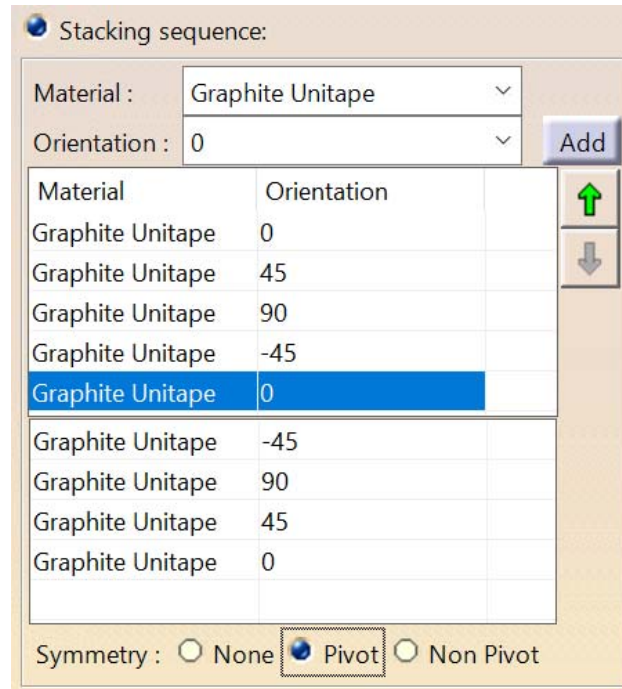 Stacking sequence:
Material : Graphite Unitape
Orientation : 0 Add
Material Orientation
Graphite Unitape 0
Graphite Unitape 45
Graphite Unitape 90
Graphite Unitape -45
Graphite Unitape 0
Graphite Unitape -45
Graphite Unitape 90
Graphite Unitape 45
Graphite Unitape 0
Symmetry : None Pivot Non Pivot